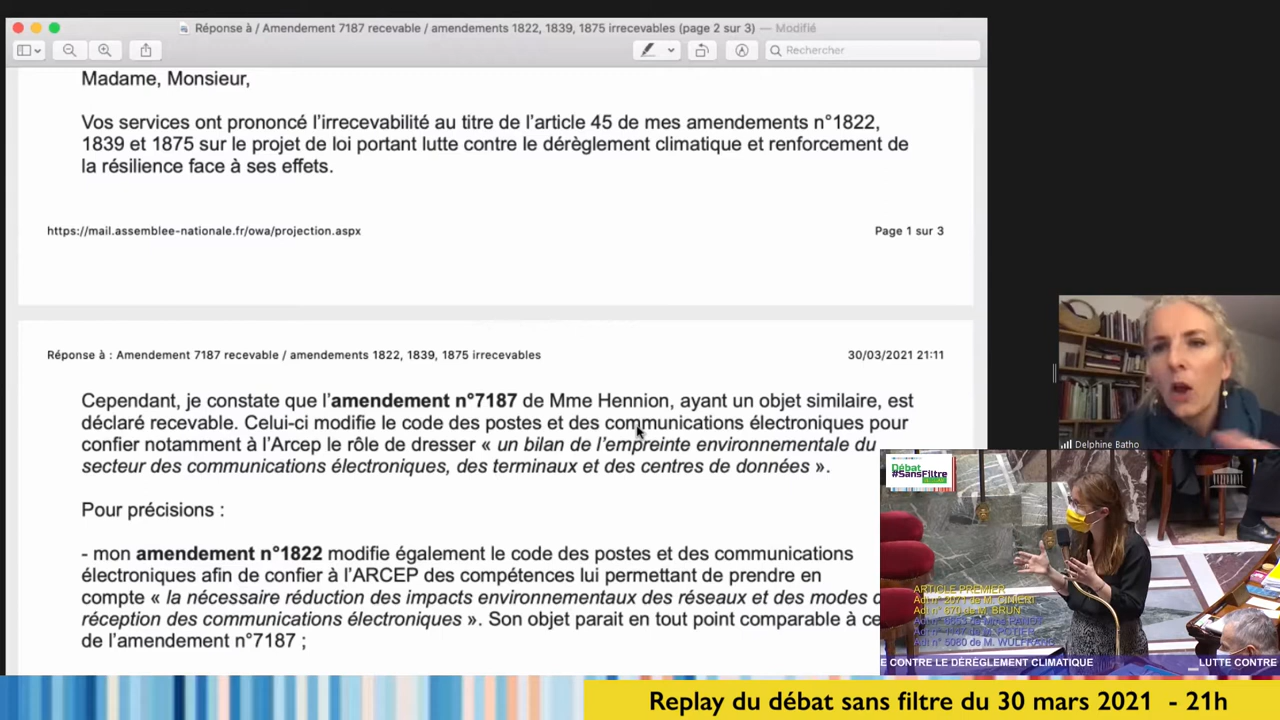 Réponse à / Amendement 7187 recevable / amendements 1822, 1839, 1875 irrecevables (page 2 sur 3) — Modifié
Rechercher
Madame, Monsieur,
Vos services ont prononcé l'irrecevabilité au titre de l'article 45 de mes amendements n°1822,
1839 et 1875 sur le projet de loi portant lutte contre le dérèglement climatique et renforcement de
la résilience face à ses effets.
https://mail.assemblee-nationale.fr/owa/projection.aspx
Page 1 sur 3
Réponse à : Amendement 7187 recevable / amendements 1822, 1839, 1875 irrecevables
30/03/2021 21:11
Cependant, je constate que l'amendement n°7187 de Mme Hennion, ayant un objet similaire, est
déclaré recevable. Celui-ci modifie le code des postes et des communications électroniques pour
confier notamment à l'Arcep le rôle de dresser « un bilan de l'empreinte environnementale du
secteur des communications électroniques, des terminaux et des centres de données ».
Pour précisions :
- mon amendement n°1822 modifie également le code des postes et des communications
électroniques afin de confier à l'ARCEP des compétences lui permettant de prendre en
compte « la nécessaire réduction des impacts environnementaux des réseaux et des modes d
réception des communications électroniques ». Son objet parait en tout point comparable à ce
de l'amendement n°7187 ;
Delphine Batho
Débat
#SansFiltre
ARTICLE PREMIER
Adt n° 2071 de M. CINIERI
Adt n° 670 de M. BRUN
E CONTRE LE DÉRÈGLEMENT CLIMATIQUE
LUTTE CONTRE
Replay du débat sans filtre du 30 mars 2021 - 21h